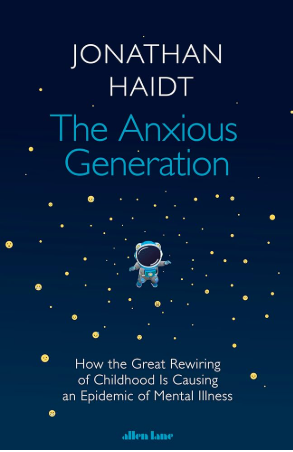 JONATHAN
HAIDT
The Anxious
Generation
How the Great Rewiring
of Childhood Is Causing
an Epidemic of Mental Illness
allen lane